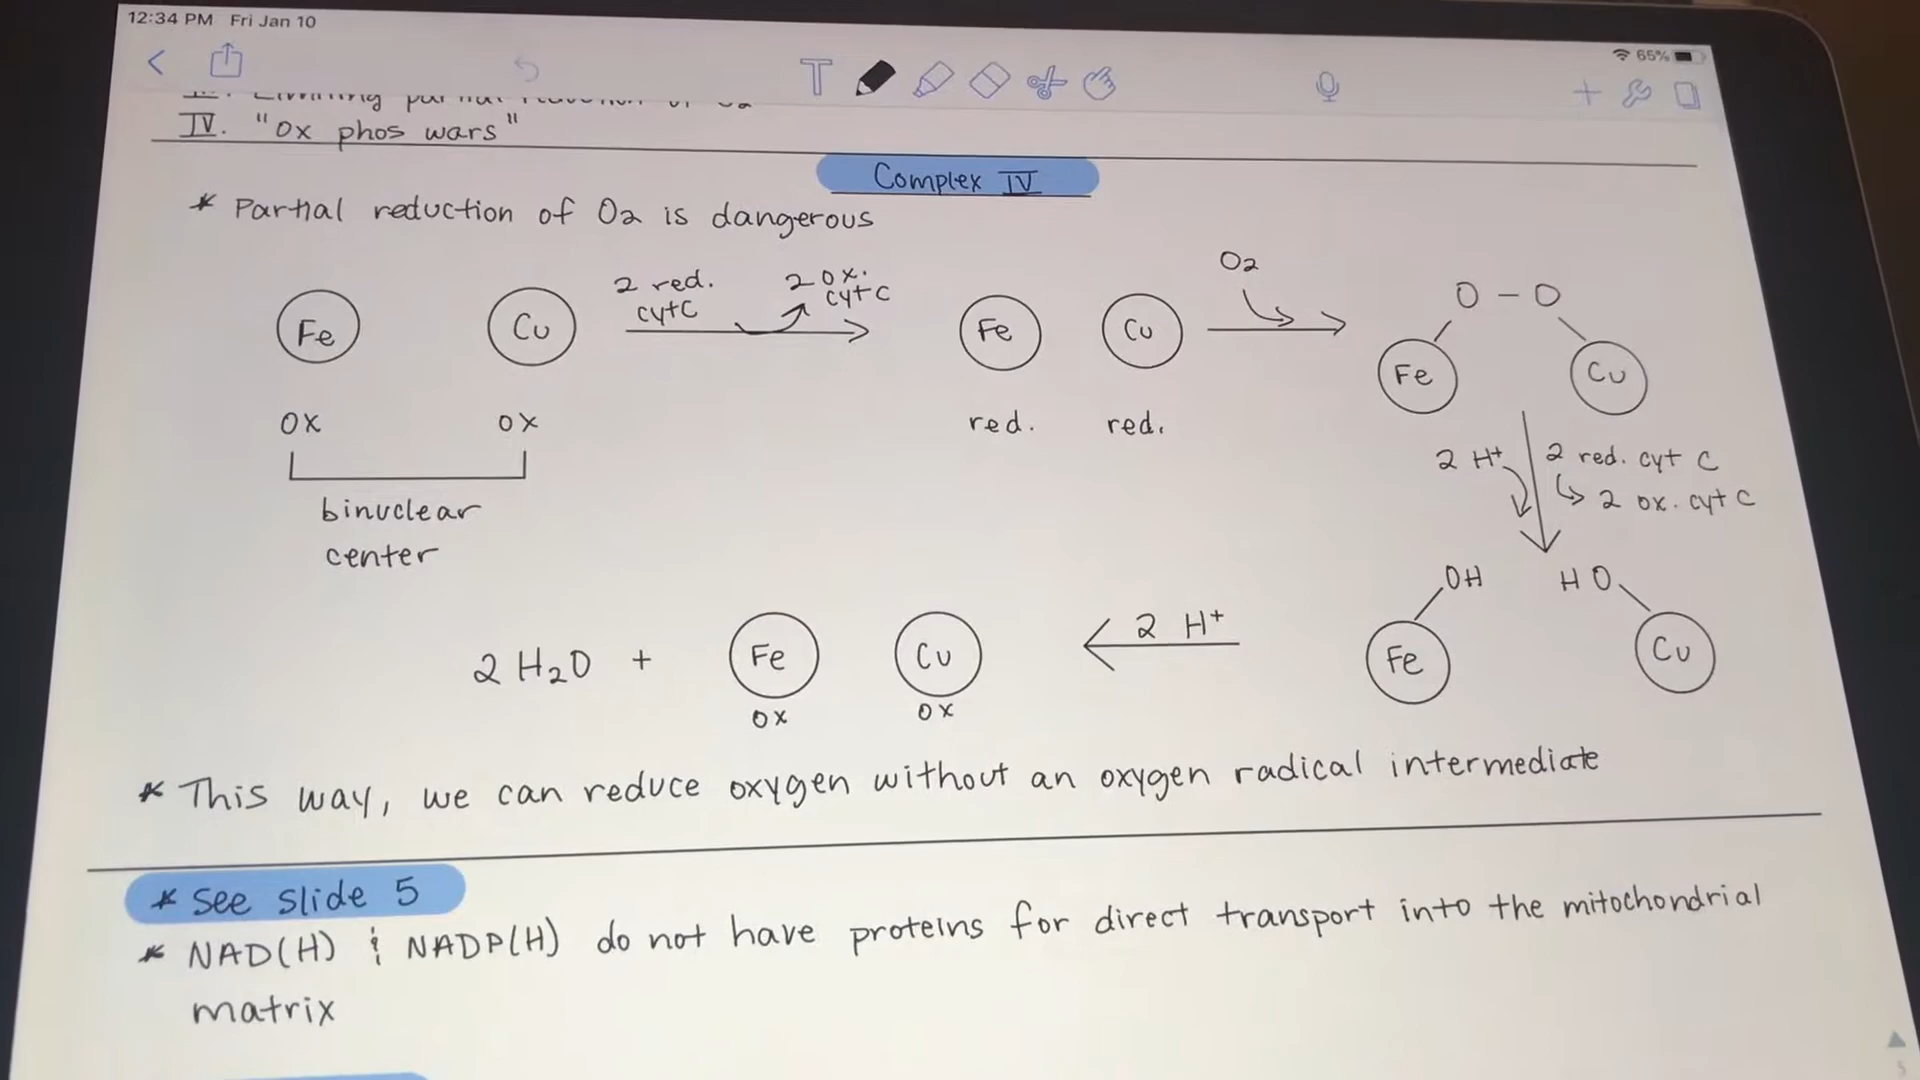 12:34 PM Fri Jan 10
65%
T
IV. "Ox phos wars"
Complex IV
* Partial reduction of O2 is dangerous
Fe
Cu
2 red. cyt C
2 ox. cyt C
Fe
Cu
O2
O - O
Fe
Cu
ox
ox
red.
red.
2 H+
2 red. cyt C
2 ox. cyt C
binuclear
center
OH
HO
Fe
Cu
2 H+
2 H2O + Fe Cu
ox
ox
* This way, we can reduce oxygen without an oxygen radical intermediate
* See slide 5
* NAD(H) & NADP(H) do not have proteins for direct transport into the mitochondrial
matrix
5